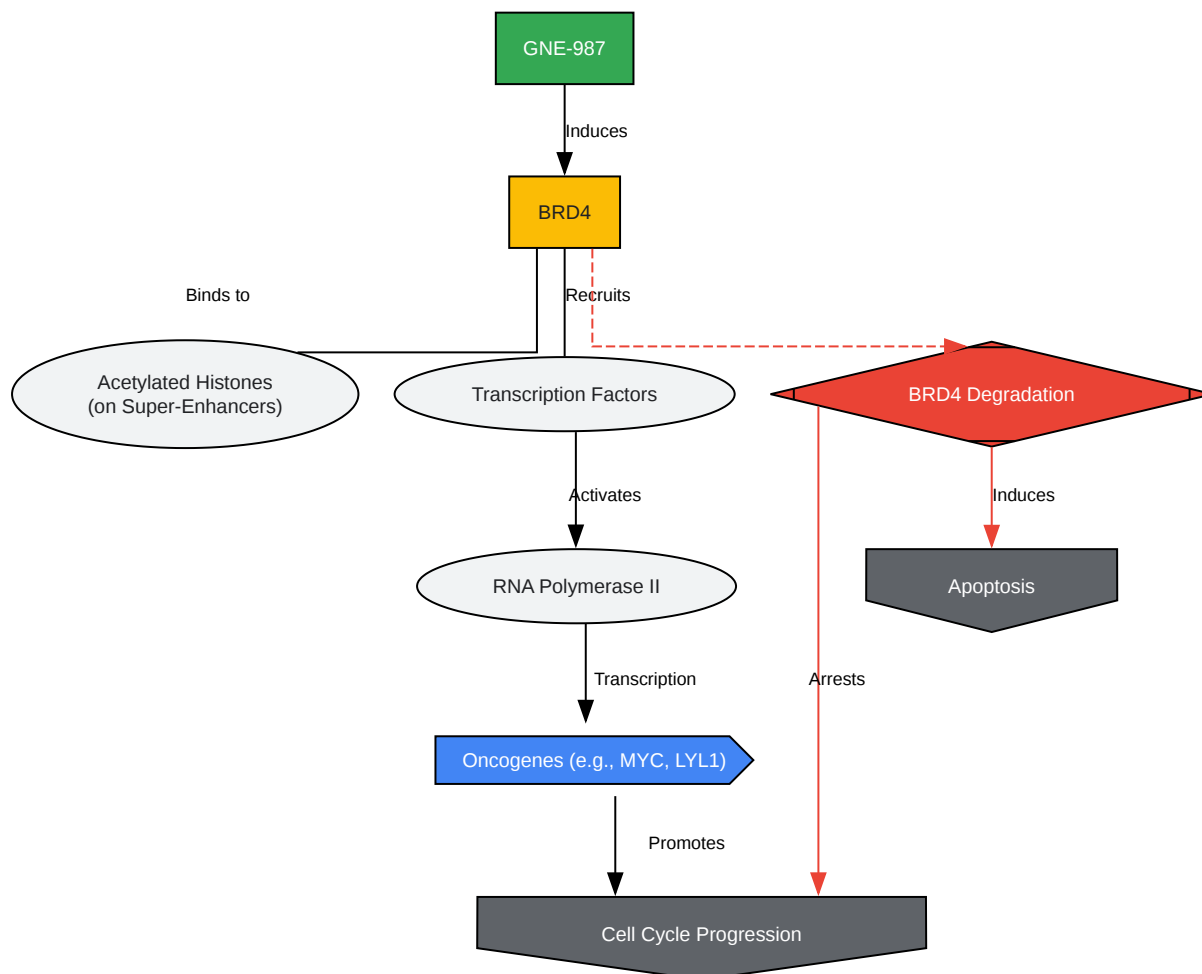 GNE-987
Induces
BRD4
Binds to
Recruits
Acetylated Histones
(on Super-Enhancers)
Transcription Factors
BRD4 Degradation
Activates
Induces
RNA Polymerase II
Apoptosis
Transcription
Arrests
Oncogenes (e.g., MYC, LYL1)
Promotes
Cell Cycle Progression